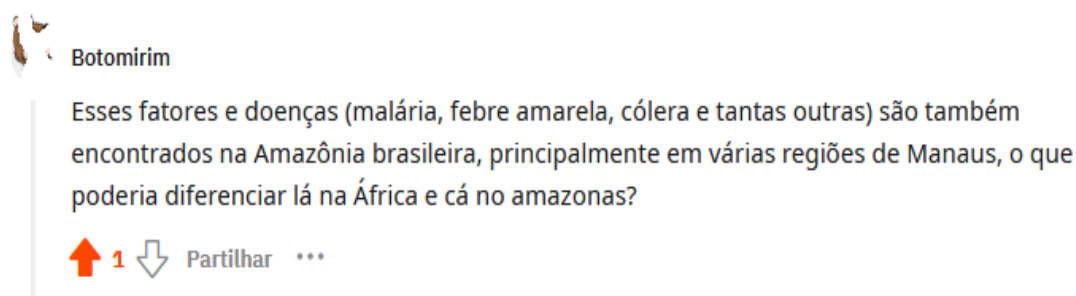 Botomirim
Esses fatores e doenças (malária, febre amarela, cólera e tantas outras) são também
encontrados na Amazônia brasileira, principalmente em várias regiões de Manaus, o que
poderia diferenciar lá na África e cá no amazonas?
1 Partilhar ···